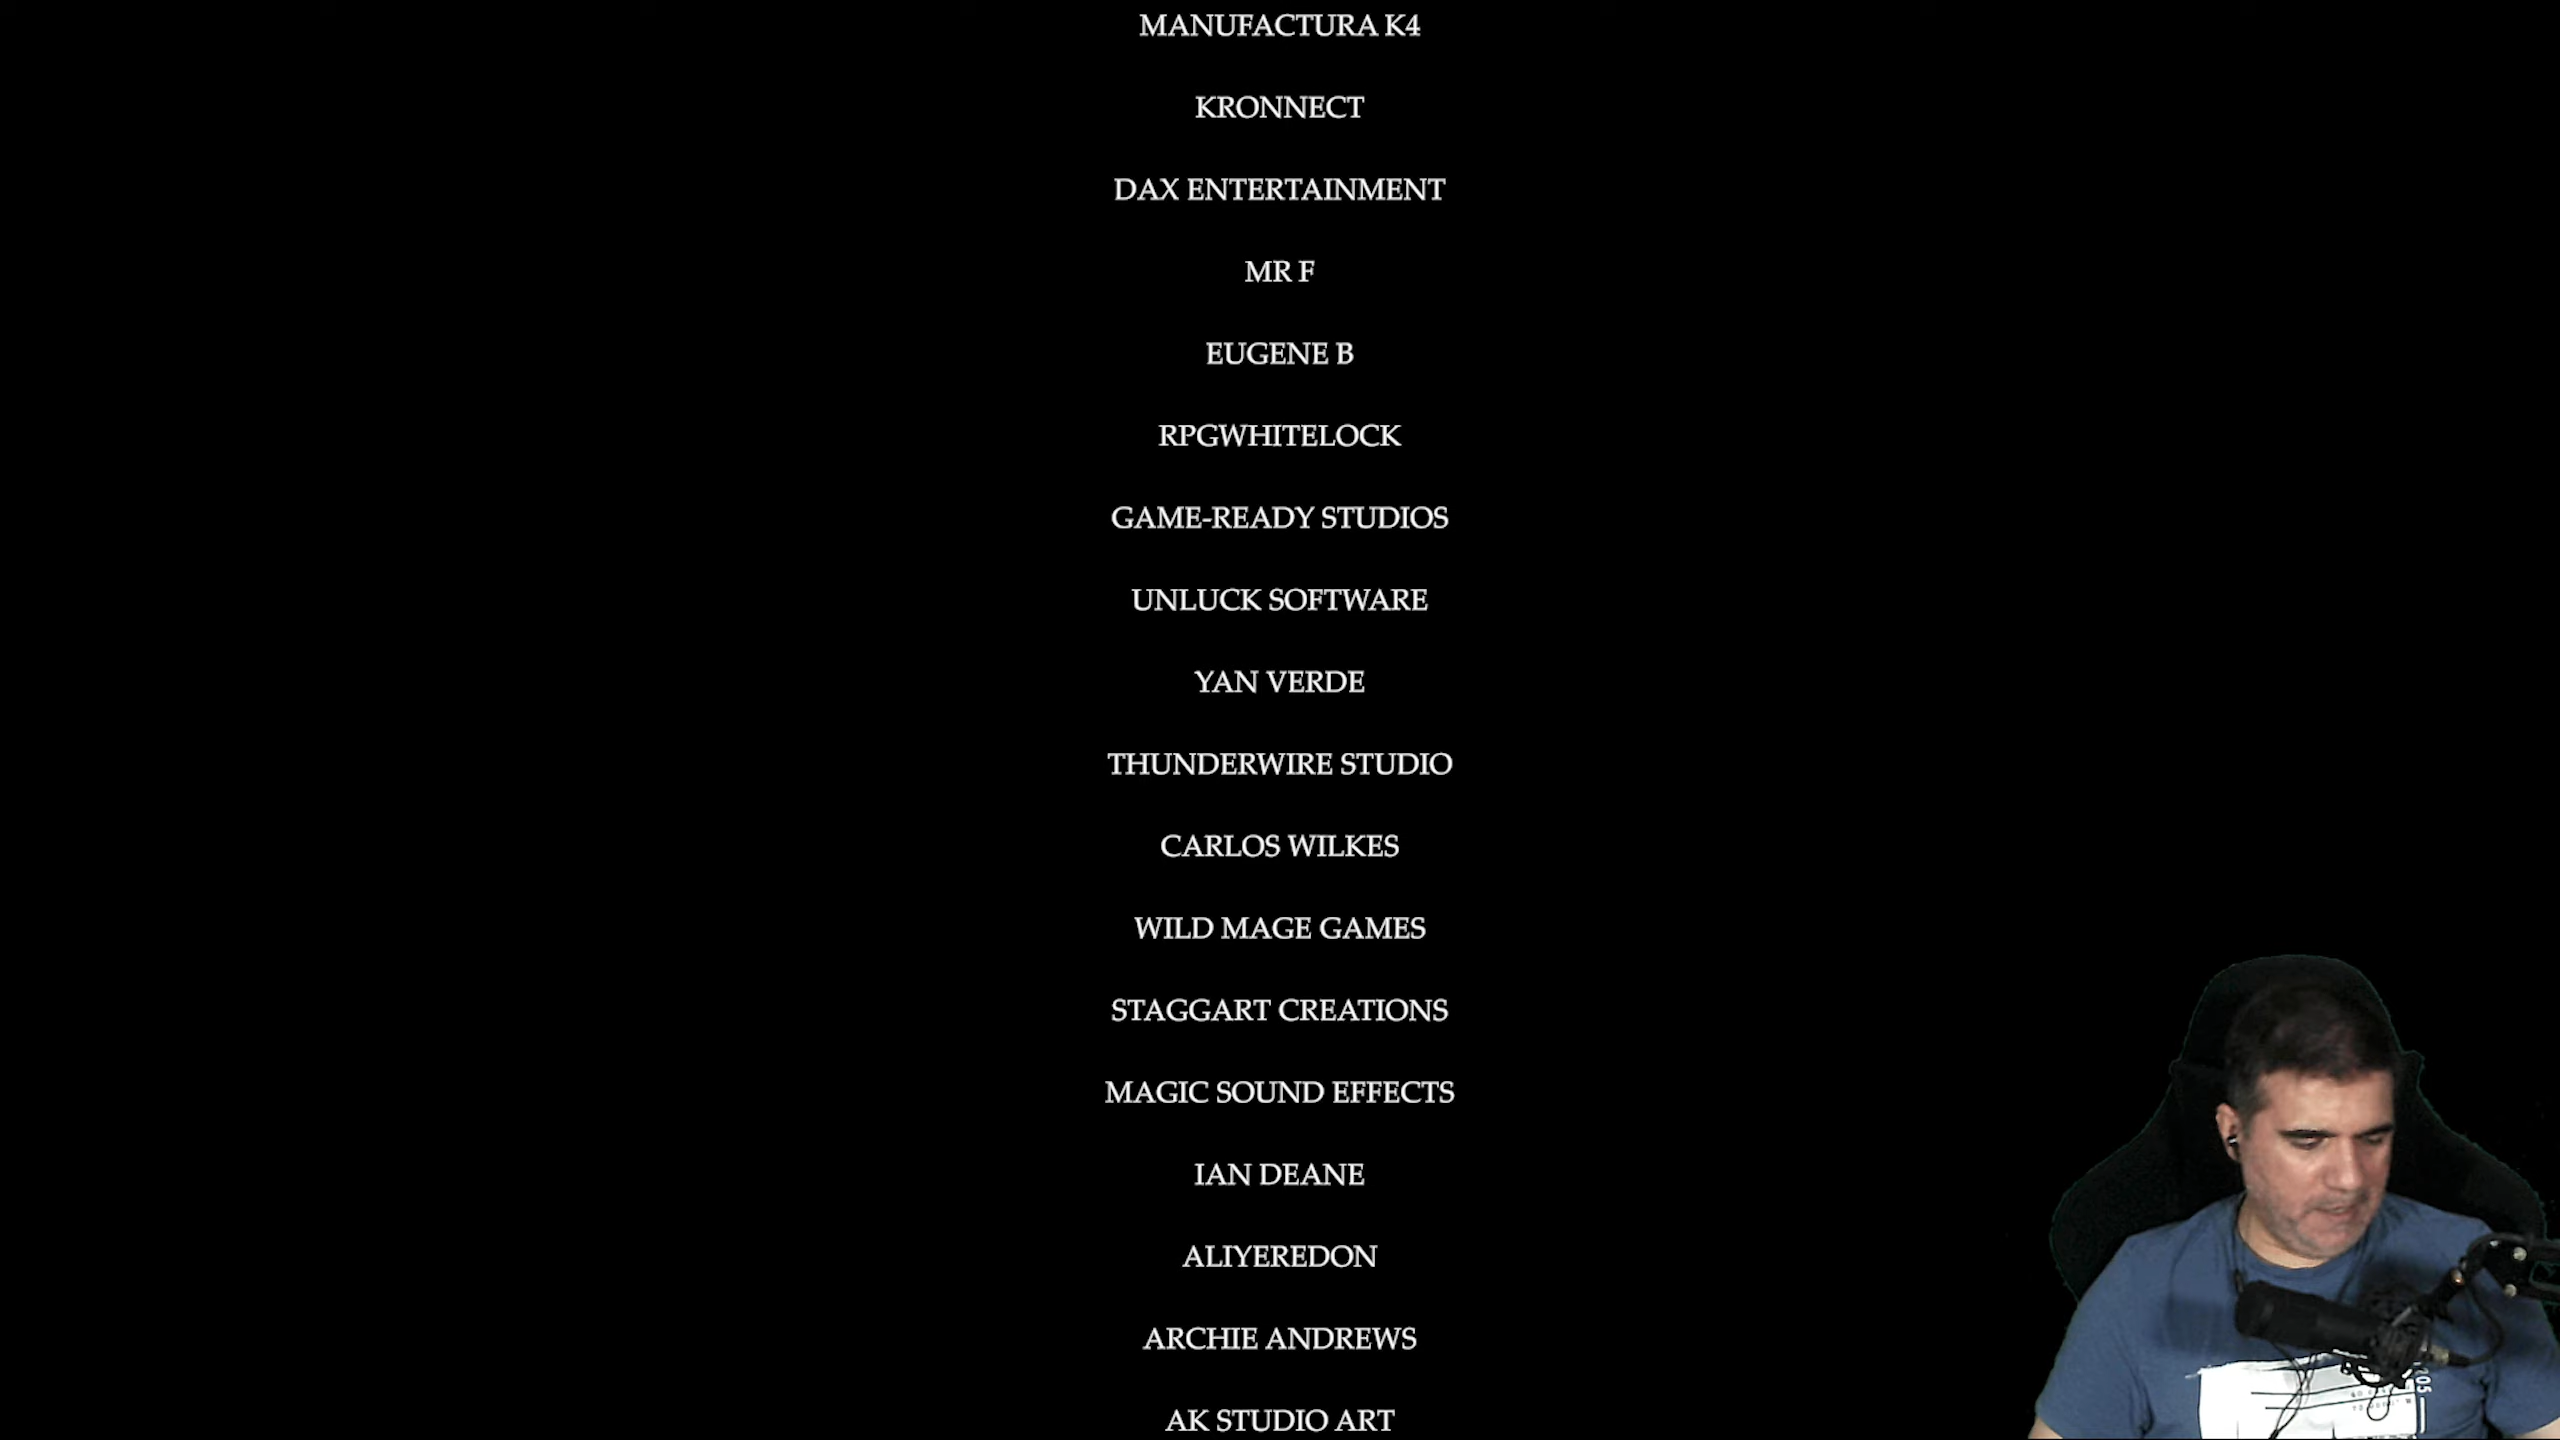 MANUFACTURA K4
KRONNECT
DAX ENTERTAINMENT
MR F
EUGENE B
RPGWHITELOCK
GAME-READY STUDIOS
UNLUCK SOFTWARE
YAN VERDE
THUNDERWIRE STUDIO
CARLOS WILKES
WILD MAGE GAMES
STAGGART CREATIONS
MAGIC SOUND EFFECTS
IAN DEANE
ALIYEREDON
ARCHIE ANDREWS
AK STUDIO ART